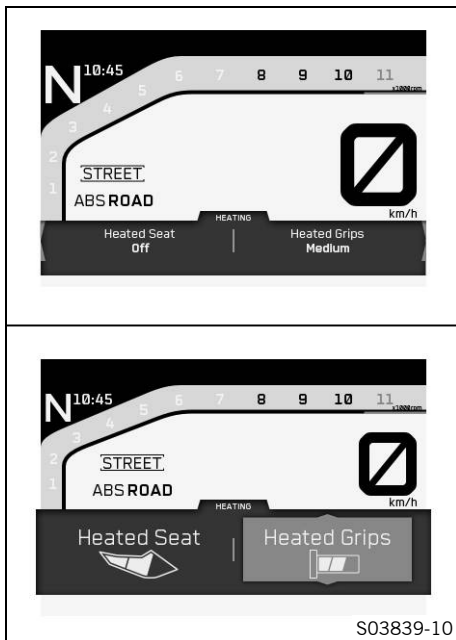 N 10:45
1 2 3 4 5 6 7 8 9 10 11
x1000rpm
STREET
ABS ROAD
0
km/h
HEATING
Heated Seat Heated Grips
Off Medium
N 10:45
1 2 3 4 5 6 7 8 9 10 11
x1000rpm
STREET
ABS ROAD
0
km/h
HEATING
Heated Seat Heated Grips
S03839-10